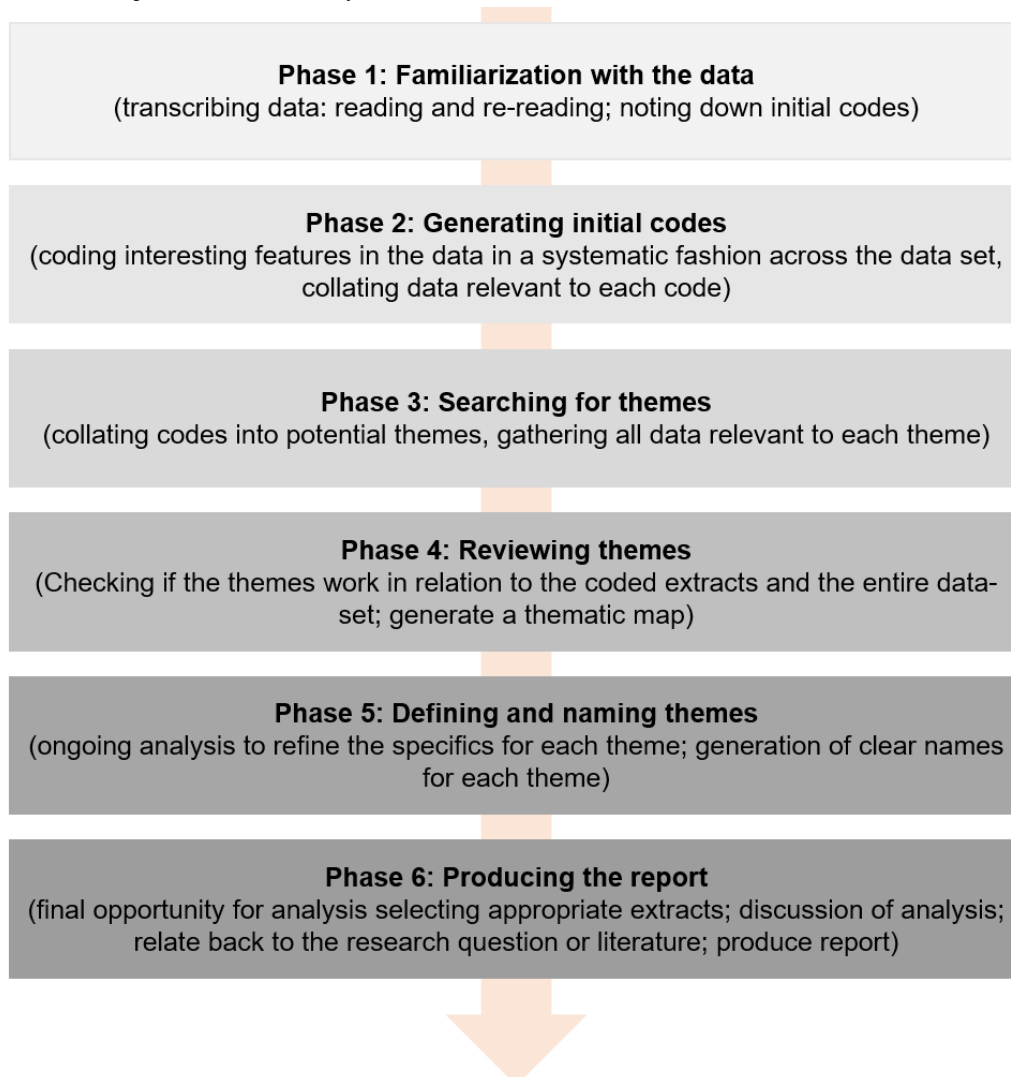 Phase 1: Familiarization with the data
(transcribing data: reading and re-reading; noting down initial codes)
Phase 2: Generating initial codes
(coding interesting features in the data in a systematic fashion across the data set,
collating data relevant to each code)
Phase 3: Searching for themes
(collating codes into potential themes, gathering all data relevant to each theme)
Phase 4: Reviewing themes
(Checking if the themes work in relation to the coded extracts and the entire data-
set; generate a thematic map)
Phase 5: Defining and naming themes
(ongoing analysis to refine the specifics for each theme; generation of clear names
for each theme)
Phase 6: Producing the report
(final opportunity for analysis selecting appropriate extracts; discussion of analysis;
relate back to the research question or literature; produce report)